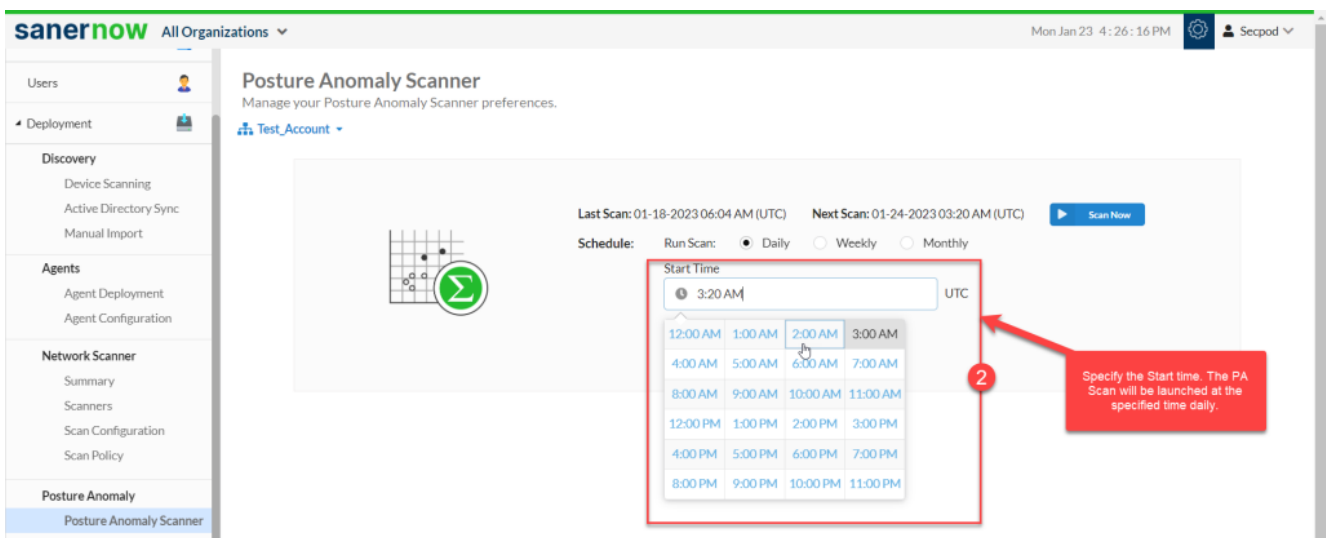 sanernow All Organizations
Mon Jan 23 4:26:16 PM
Secpod
Users
Deployment
Discovery
Device Scanning
Active Directory Sync
Manual Import
Agents
Agent Deployment
Agent Configuration
Network Scanner
Summary
Scanners
Scan Configuration
Scan Policy
Posture Anomaly
Posture Anomaly Scanner
Posture Anomaly Scanner
Manage your Posture Anomaly Scanner preferences.
Test_Account
Last Scan: 01-18-2023 06:04 AM (UTC) Next Scan: 01-24-2023 03:20 AM (UTC) Scan Now
Schedule: Run Scan: Daily Weekly Monthly
Start Time
3:20 AM UTC
12:00 AM 1:00 AM 2:00 AM 3:00 AM
4:00 AM 5:00 AM 6:00 AM 7:00 AM
8:00 AM 9:00 AM 10:00 AM 11:00 AM
12:00 PM 1:00 PM 2:00 PM 3:00 PM
4:00 PM 5:00 PM 6:00 PM 7:00 PM
8:00 PM 9:00 PM 10:00 PM 11:00 PM
2
Specify the Start time. The PA
Scan will be launched at the
specified time daily.
Σ